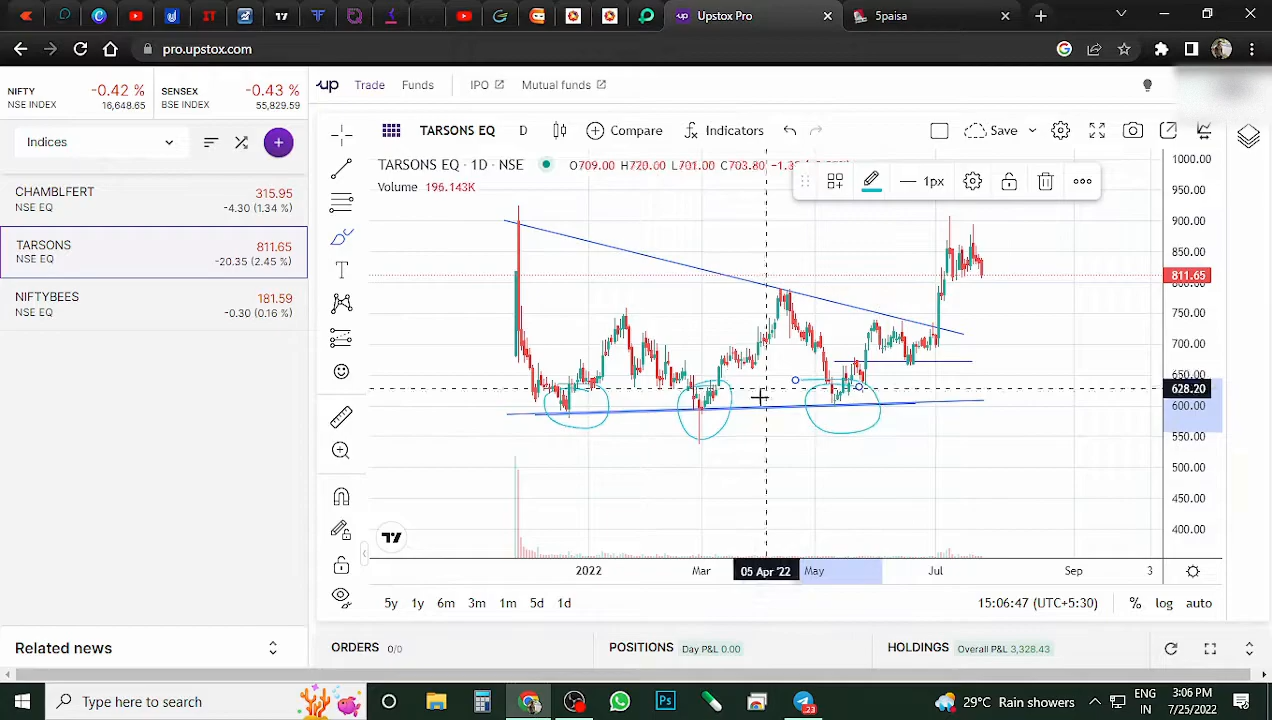 Upstox Pro
5paisa
pro.upstox.com
NIFTY
NSE INDEX
-0.42 %
16,648.65
SENSEX
BSE INDEX
-0.43 %
55,829.59
up
Trade
Funds
IPO
Mutual funds
Indices
TARSONS EQ
D
Compare
Indicators
Save
CHAMBLFERT
315.95
NSE EQ
-4.30 (1.34 %)
TARSONS
811.65
NSE EQ
-20.35 (2.45 %)
NIFTYBEES
181.59
NSE EQ
-0.30 (0.16 %)
TARSONS EQ · 1D · NSE
O709.00 H720.00 L701.00 C703.80
Volume 196.143K
1px
1000.00
950.00
900.00
850.00
811.65
800.00
750.00
700.00
650.00
628.20
600.00
550.00
500.00
450.00
400.00
2022
Mar
05 Apr '22
May
Jul
Sep
3
5y
1y
6m
3m
1m
5d
1d
15:06:47 (UTC+5:30)
%
log
auto
Related news
ORDERS 0/0
POSITIONS Day P&L 0.00
HOLDINGS Overall P&L 3,328.43
Type here to search
23
29°C Rain showers
ENG
IN
3:06 PM
7/25/2022